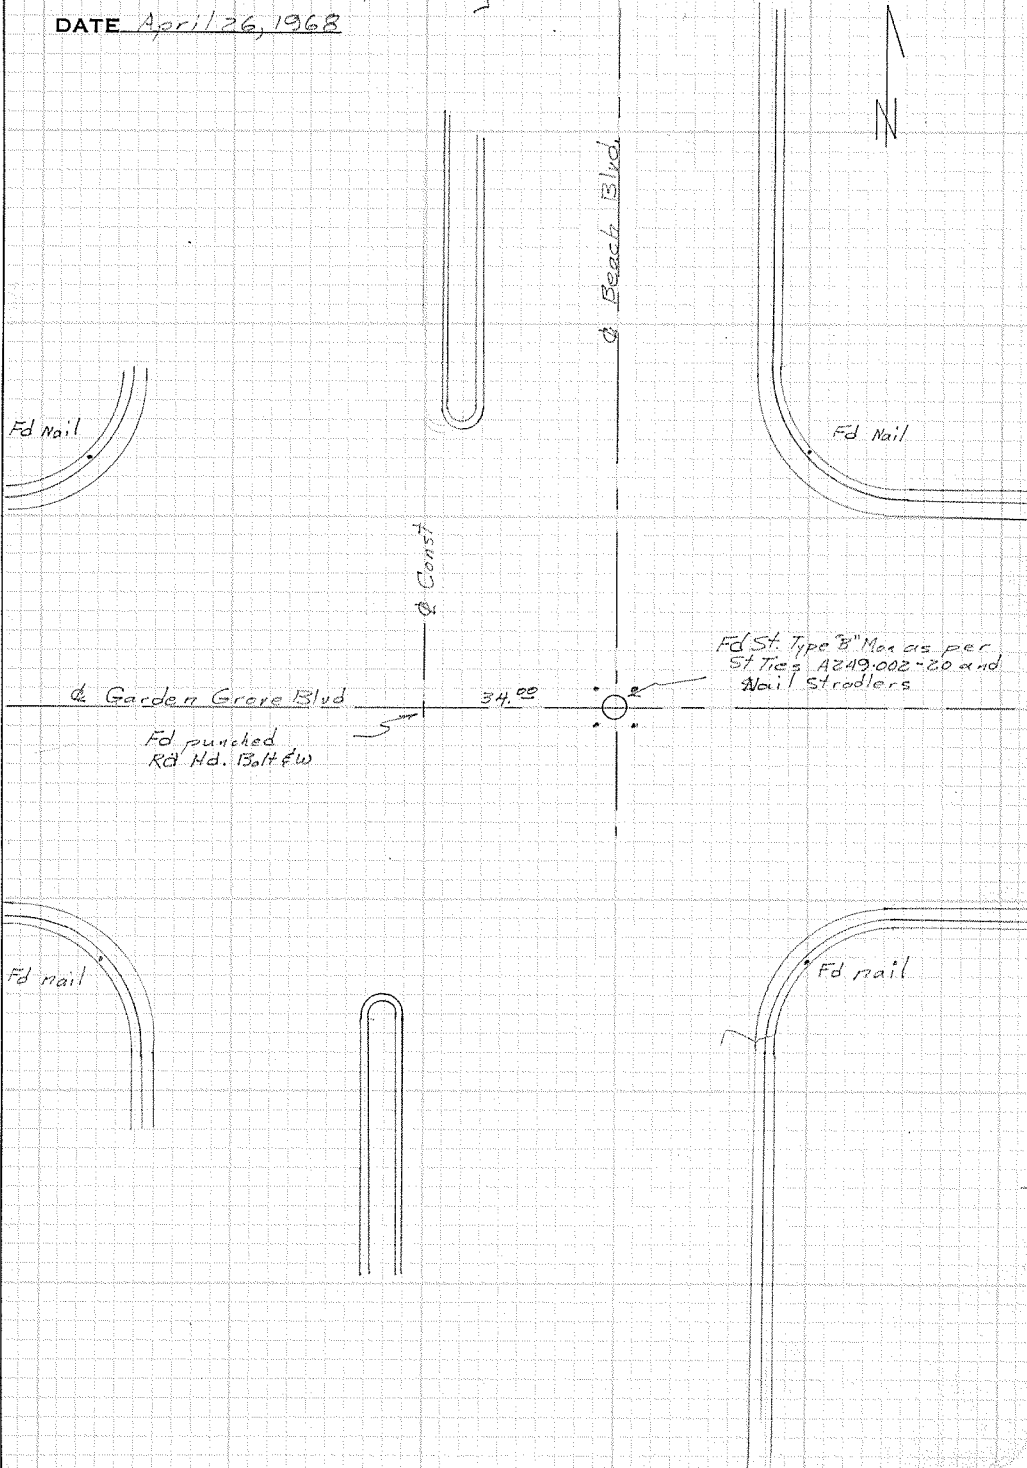 DATE April 26, 1968
N
℄ Beach Blvd.
Fd Nail
Fd Nail
℄ Const
Fd St. Type "B" Mon as per
St Ties A249-002-20 and
Nail Stradlers
℄ Garden Grove Blvd
34.00
Fd punched
Rd Hd. Bolt & W
Fd nail
Fd nail